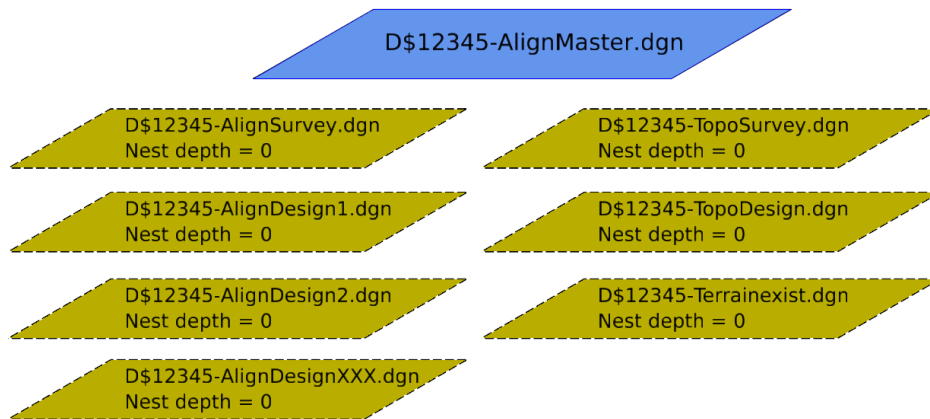 D$12345-AlignMaster.dgn
D$12345-AlignSurvey.dgn
Nest depth = 0
D$12345-TopoSurvey.dgn
Nest depth = 0
D$12345-AlignDesign1.dgn
Nest depth = 0
D$12345-TopoDesign.dgn
Nest depth = 0
D$12345-AlignDesign2.dgn
Nest depth = 0
D$12345-Terrainexist.dgn
Nest depth = 0
D$12345-AlignDesignXXX.dgn
Nest depth = 0